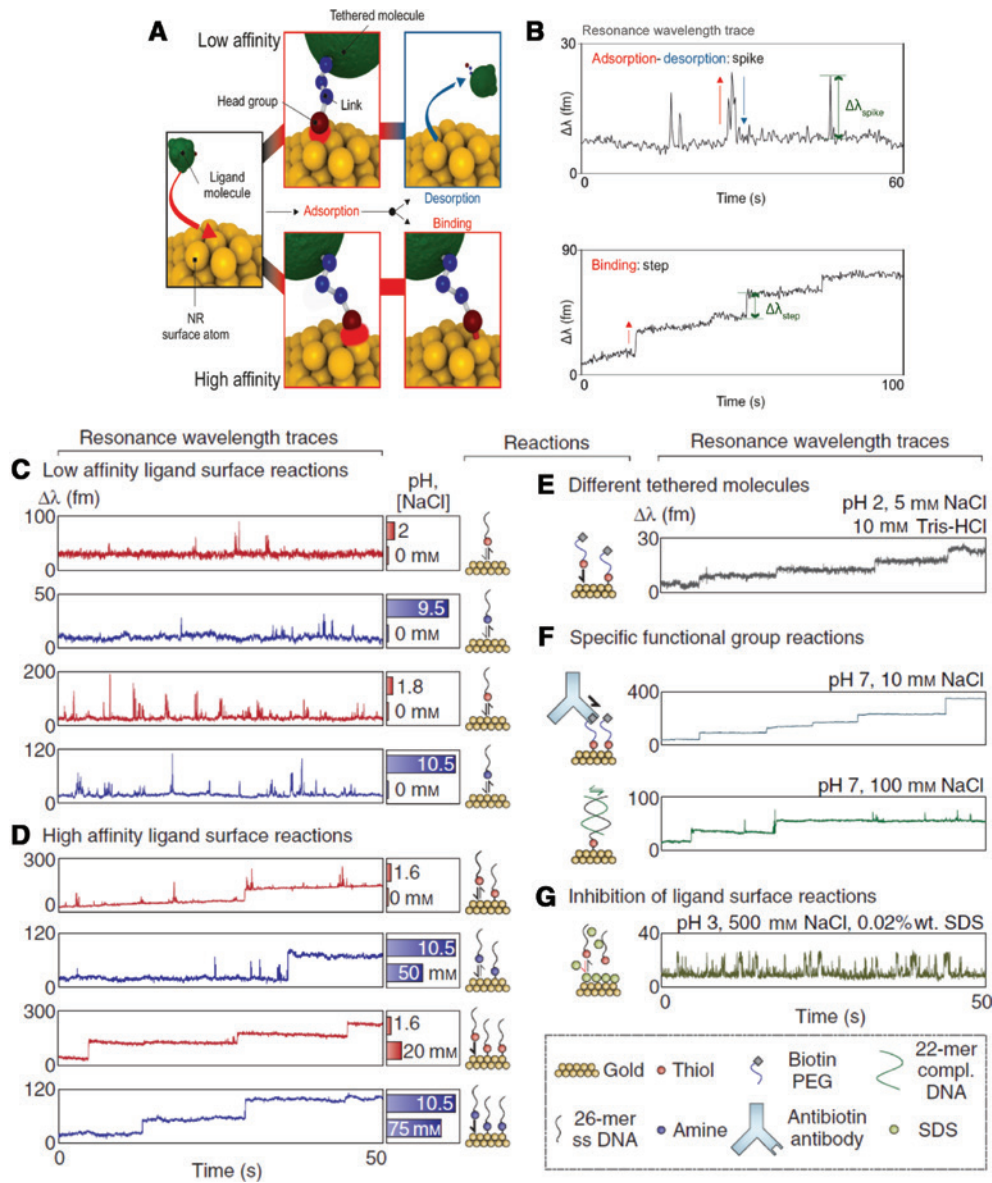 A
Low affinity
Tethered molecule
Head group
Link
Ligand
molecule
Adsorption
Desorption
Binding
NR
surface atom
High affinity
B
Resonance wavelength trace
30
Adsorption-desorption: spike
Δλspike
Δλ (fm)
0
0
60
Time (s)
90
Binding: step
Δλstep
Δλ (fm)
0
0
100
Time (s)
Resonance wavelength traces
Reactions
Resonance wavelength traces
C Low affinity ligand surface reactions
Δλ (fm)
pH,
[NaCl]
100
0
2
0 mM
50
0
9.5
0 mM
200
0
1.8
0 mM
120
0
10.5
0 mM
D High affinity ligand surface reactions
300
0
1.6
0 mM
120
0
10.5
50 mM
300
0
1.6
20 mM
120
0
10.5
75 mM
0
50
Time (s)
E Different tethered molecules
Δλ (fm)
pH 2, 5 mM NaCl
10 mM Tris-HCl
30
0
F Specific functional group reactions
pH 7, 10 mM NaCl
400
0
pH 7, 100 mM NaCl
100
0
G Inhibition of ligand surface reactions
pH 3, 500 mM NaCl, 0.02% wt. SDS
40
0
0
50
Time (s)
Gold
Thiol
Biotin
PEG
22-mer
compl.
DNA
26-mer
ss DNA
Amine
Antibiotin
antibody
SDS